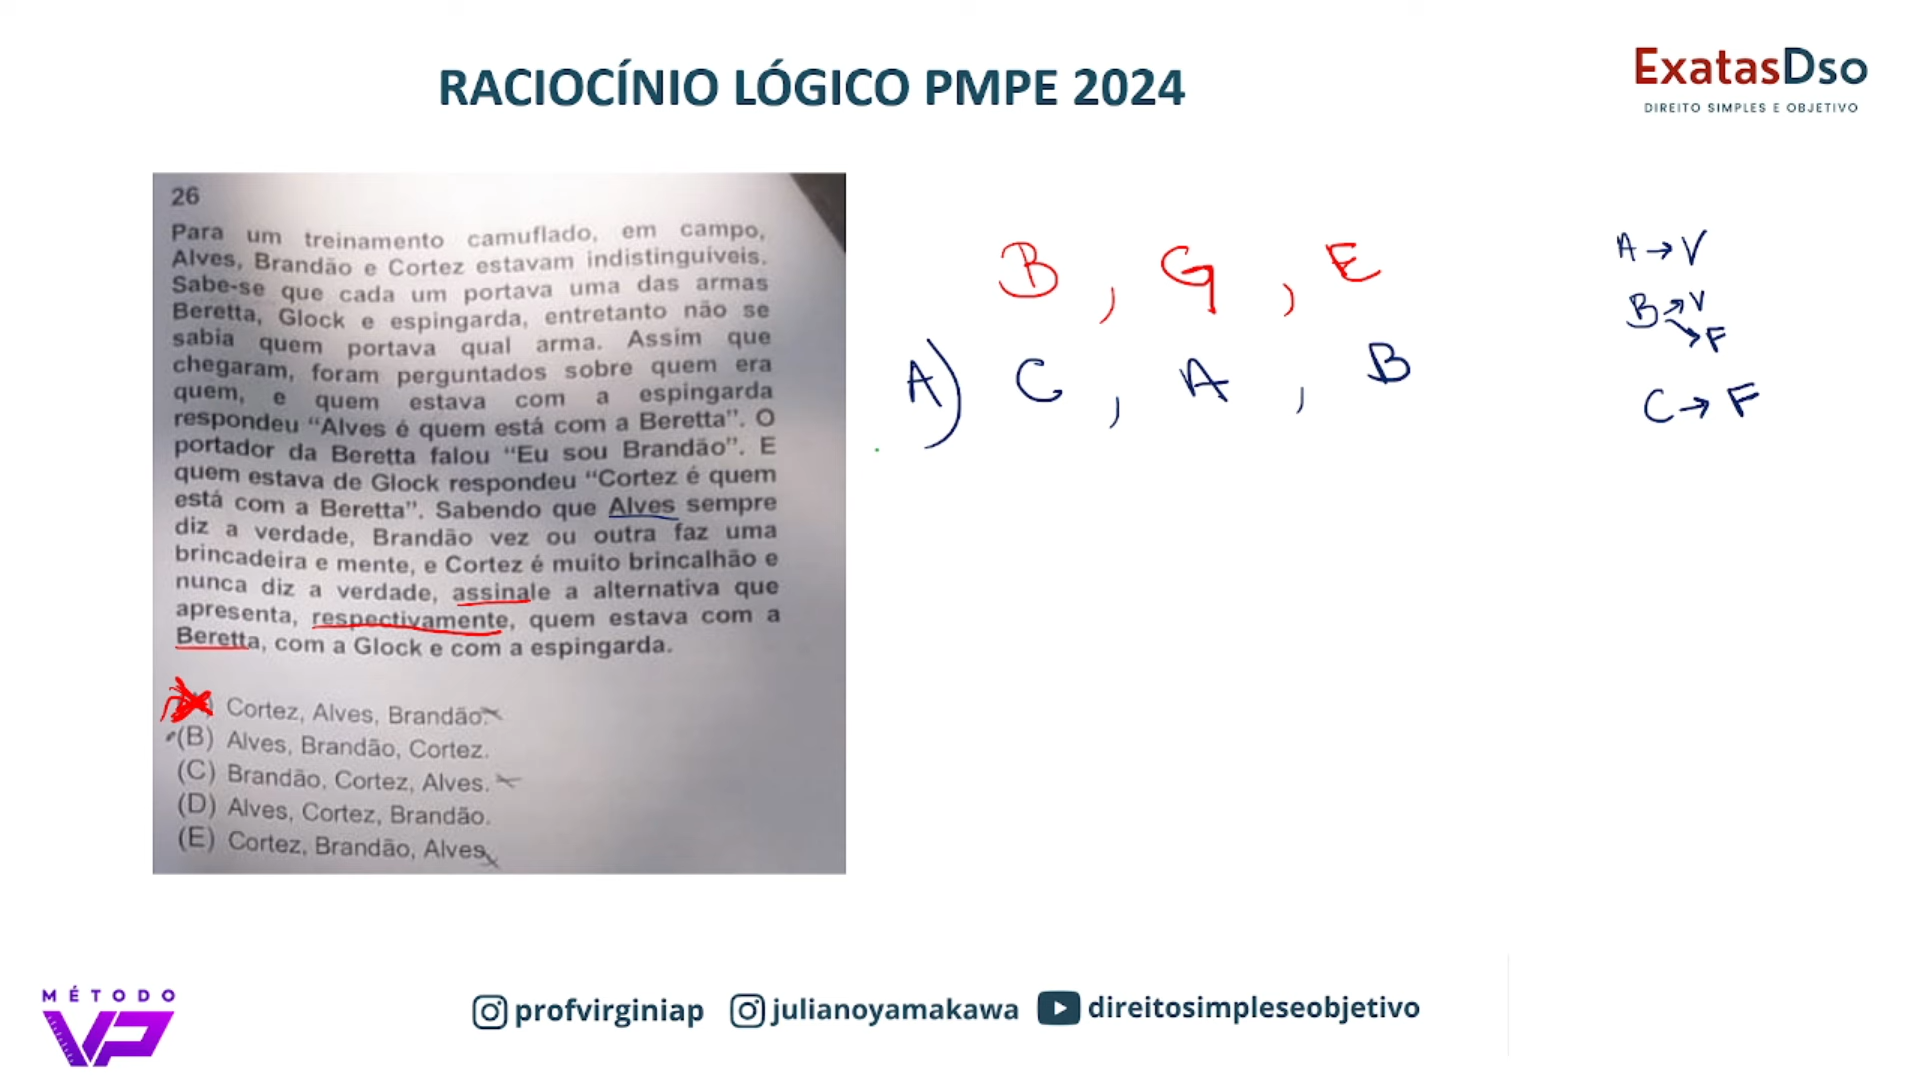 RACIOCÍNIO LÓGICO PMPE 2024
ExatasDso
DIREITO SIMPLES E OBJETIVO
26
Para um treinamento camuflado, em campo,
Alves, Brandão e Cortez estavam indistinguíveis.
Sabe-se que cada um portava uma das armas
Beretta, Glock e espingarda, entretanto não se
sabia quem portava qual arma. Assim que
chegaram, foram perguntados sobre quem era
quem, e quem estava com a espingarda
respondeu “Alves é quem está com a Beretta”. O
portador da Beretta falou “Eu sou Brandão”. E
quem estava de Glock respondeu “Cortez é quem
está com a Beretta”. Sabendo que Alves sempre
diz a verdade, Brandão vez ou outra faz uma
brincadeira e mente, e Cortez é muito brincalhão e
nunca diz a verdade, assinale a alternativa que
apresenta, respectivamente, quem estava com a
Beretta, com a Glock e com a espingarda.
Cortez, Alves, Brandão.
(B) Alves, Brandão, Cortez.
(C) Brandão, Cortez, Alves.
(D) Alves, Cortez, Brandão.
(E) Cortez, Brandão, Alves.
B, G, E
A) C, A, B
A → V
B → V
→ F
C → F
MÉTODO
VP
profvirginiap julianoyamakawa direitosimpleseobjetivo